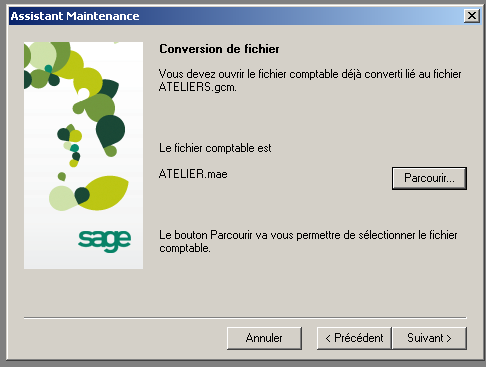 Assistant Maintenance
Conversion de fichier
Vous devez ouvrir le fichier comptable déjà converti lié au fichier
ATELIERS.gcm.
Le fichier comptable est
ATELIER.mae
Parcourir...
sage
Le bouton Parcourir va vous permettre de sélectionner le fichier
comptable.
Annuler
< Précédent
Suivant >